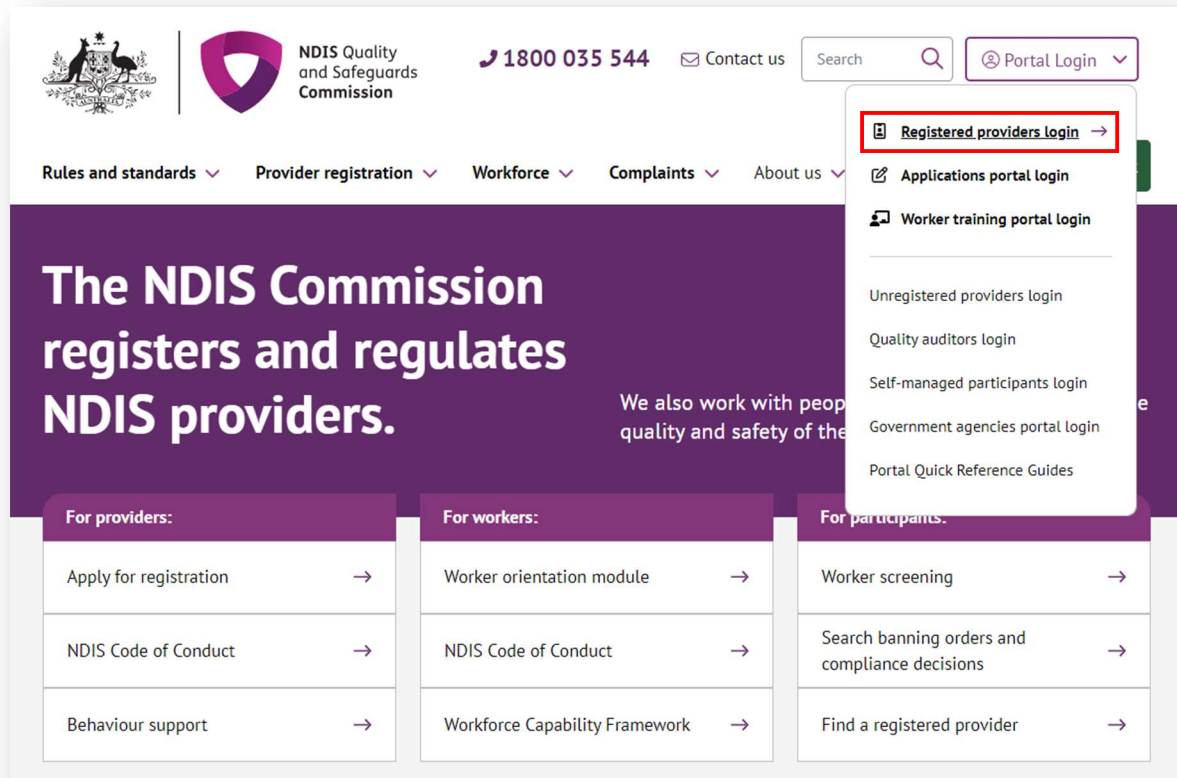 NDIS Quality
and Safeguards
Commission
AUSTRALIA
1800 035 544
Contact us
Search
Portal Login
Registered providers login
Applications portal login
Worker training portal login
Unregistered providers login
Quality auditors login
Self-managed participants login
Government agencies portal login
Portal Quick Reference Guides
Rules and standards
Provider registration
Workforce
Complaints
About us
The NDIS Commission
registers and regulates
NDIS providers.
We also work with peop e
quality and safety of the
For providers:
Apply for registration
NDIS Code of Conduct
Behaviour support
For workers:
Worker orientation module
NDIS Code of Conduct
Workforce Capability Framework
For participants:
Worker screening
Search banning orders and
compliance decisions
Find a registered provider